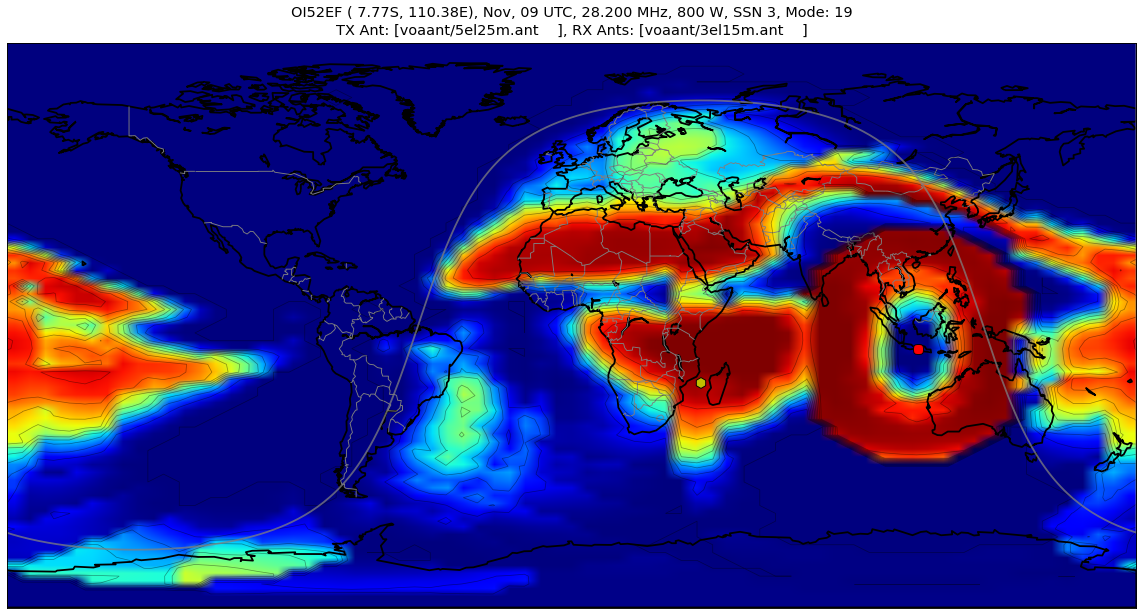 OI52EF ( 7.77S, 110.38E), Nov, 09 UTC, 28.200 MHz, 800 W, SSN 3, Mode: 19
TX Ant: [voaant/5el25m.ant    ], RX Ants: [voaant/3el15m.ant    ]